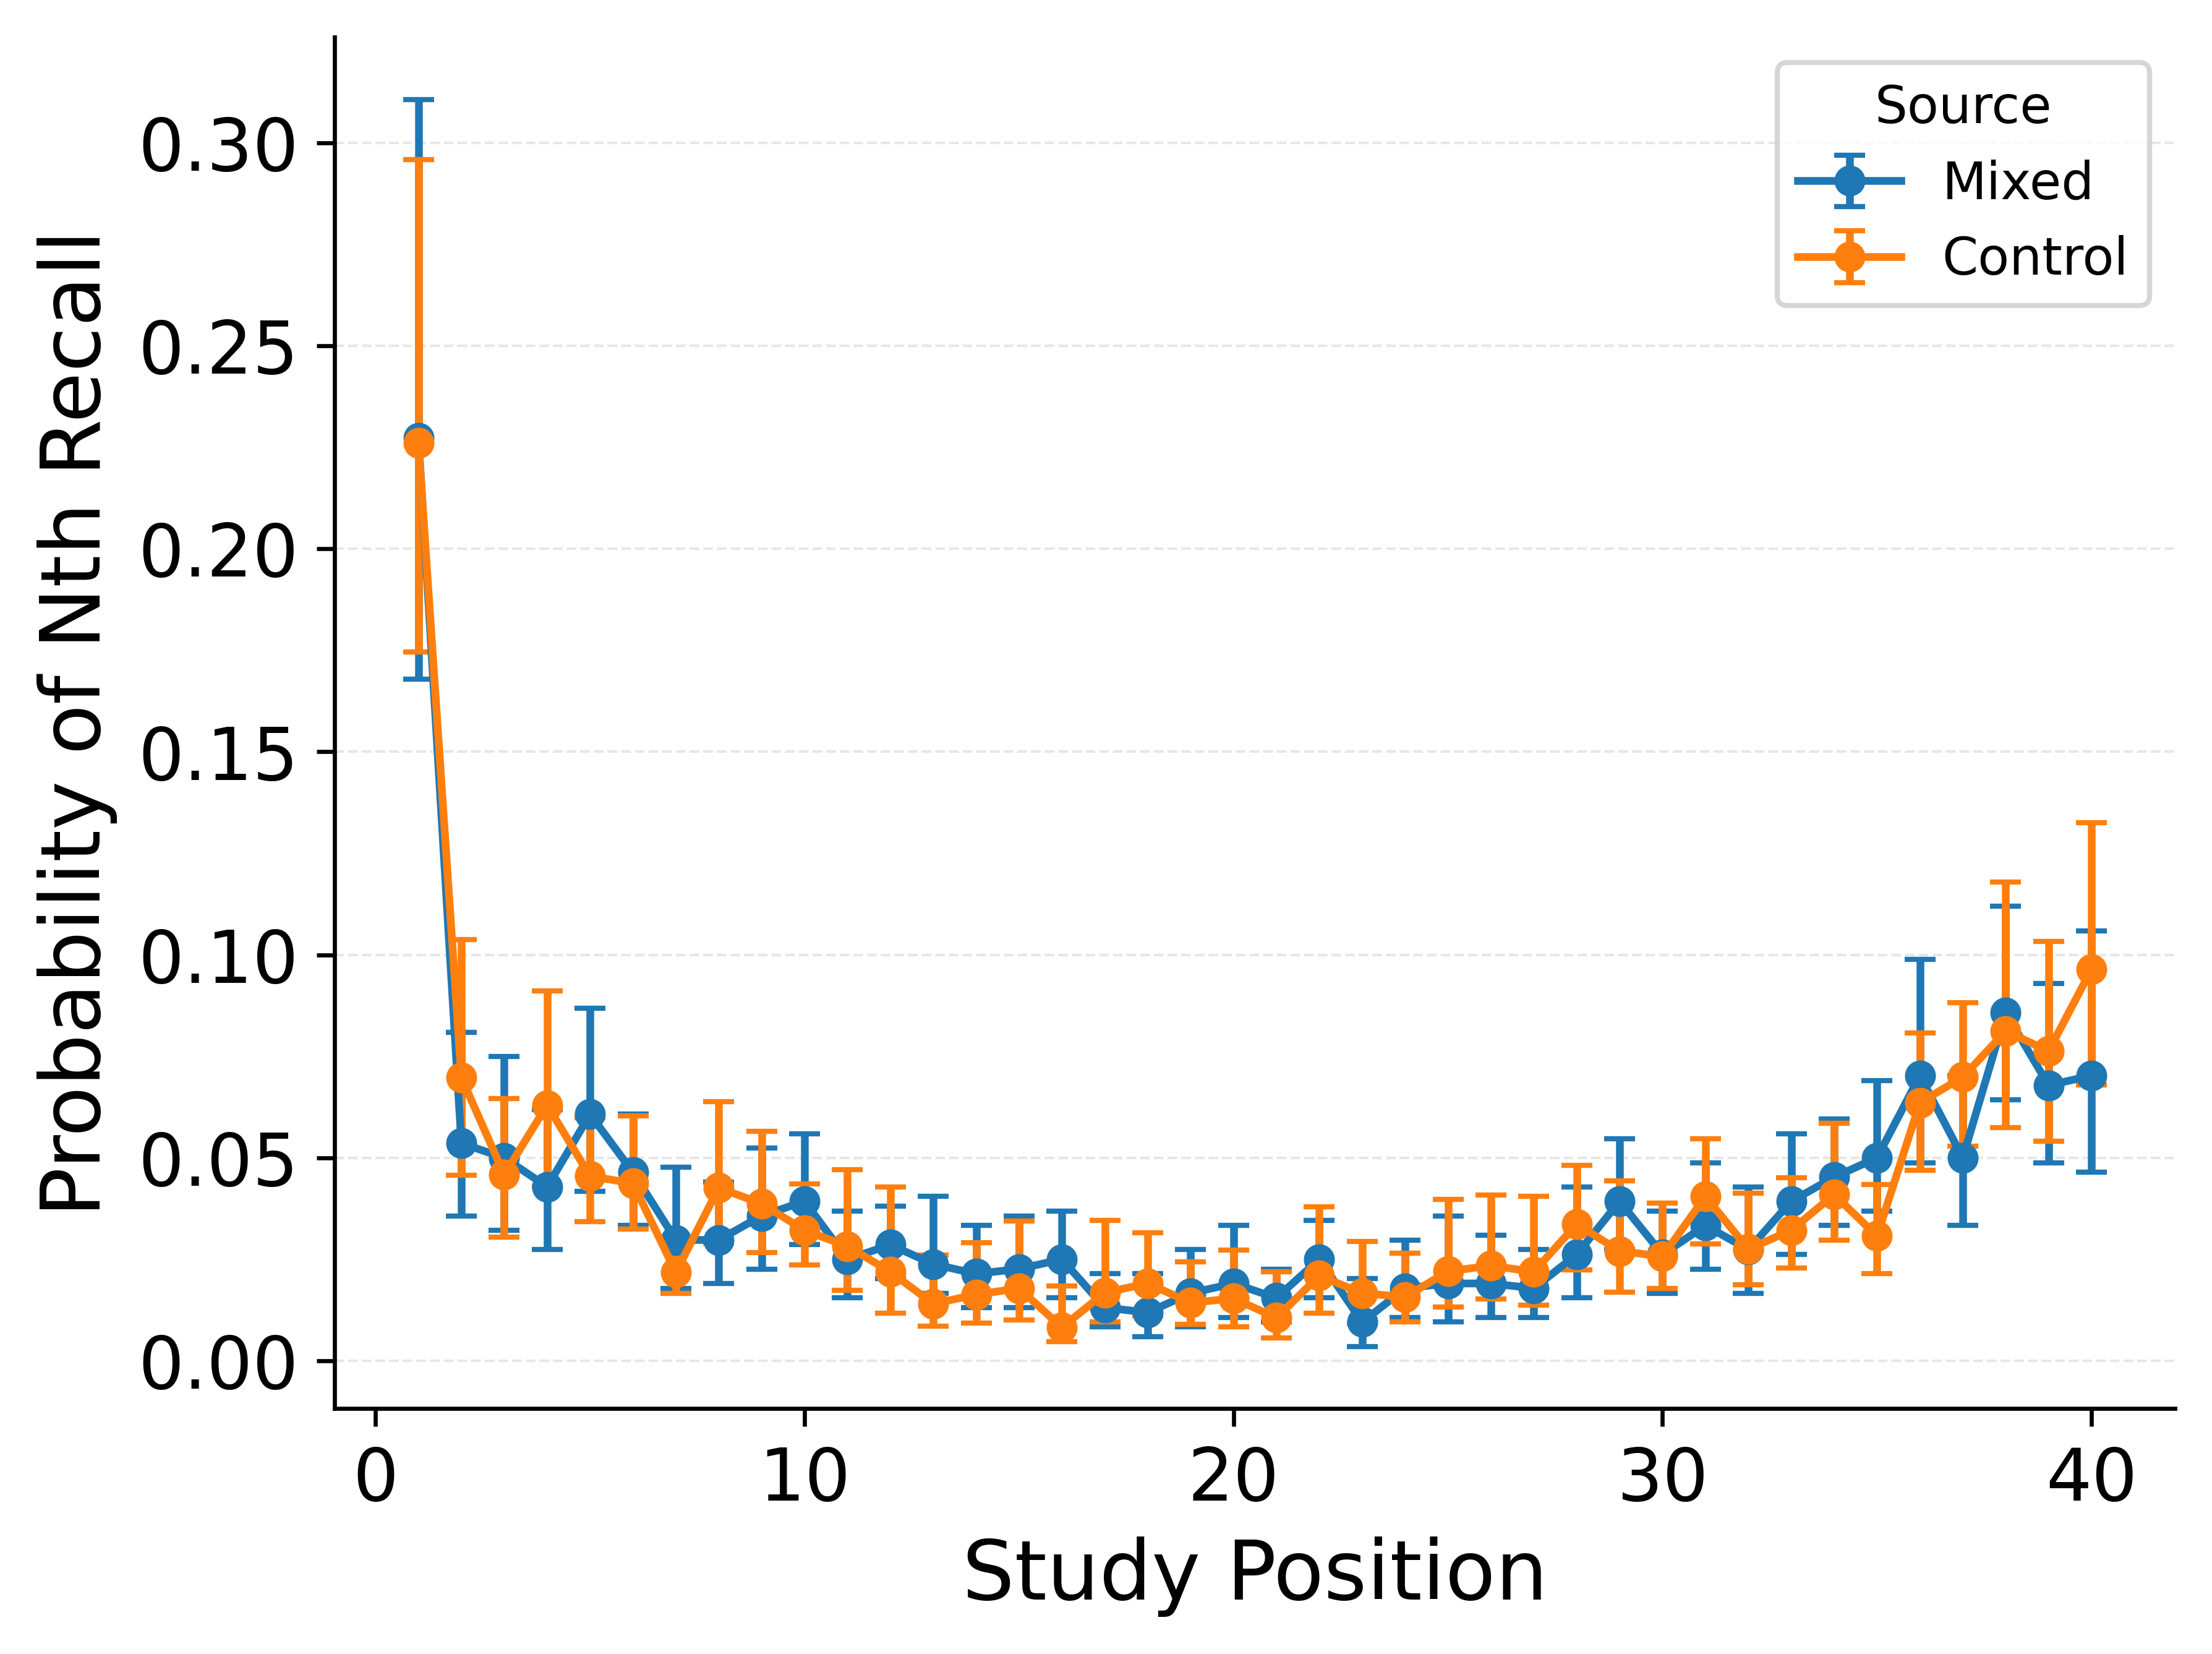 Probability of Nth Recall
0.30
0.25
0.20
0.15
0.10
0.05
0.00
0
10
20
30
40
Study Position
Source
Mixed
Control